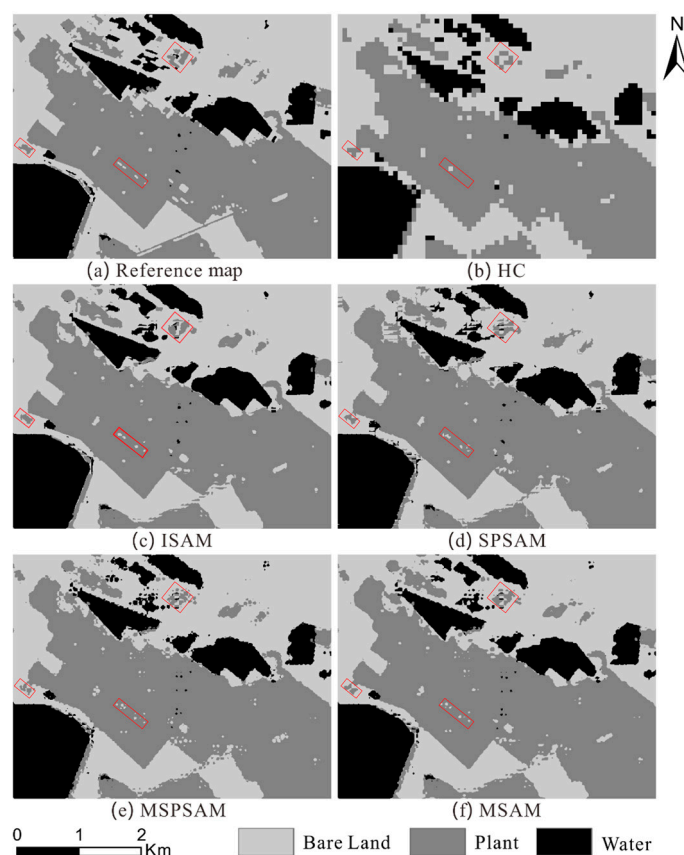 N
(a) Reference map
(b) HC
(c) ISAM
(d) SPSAM
(e) MSPSAM
(f) MSAM
0 1 2
Km
Bare Land
Plant
Water